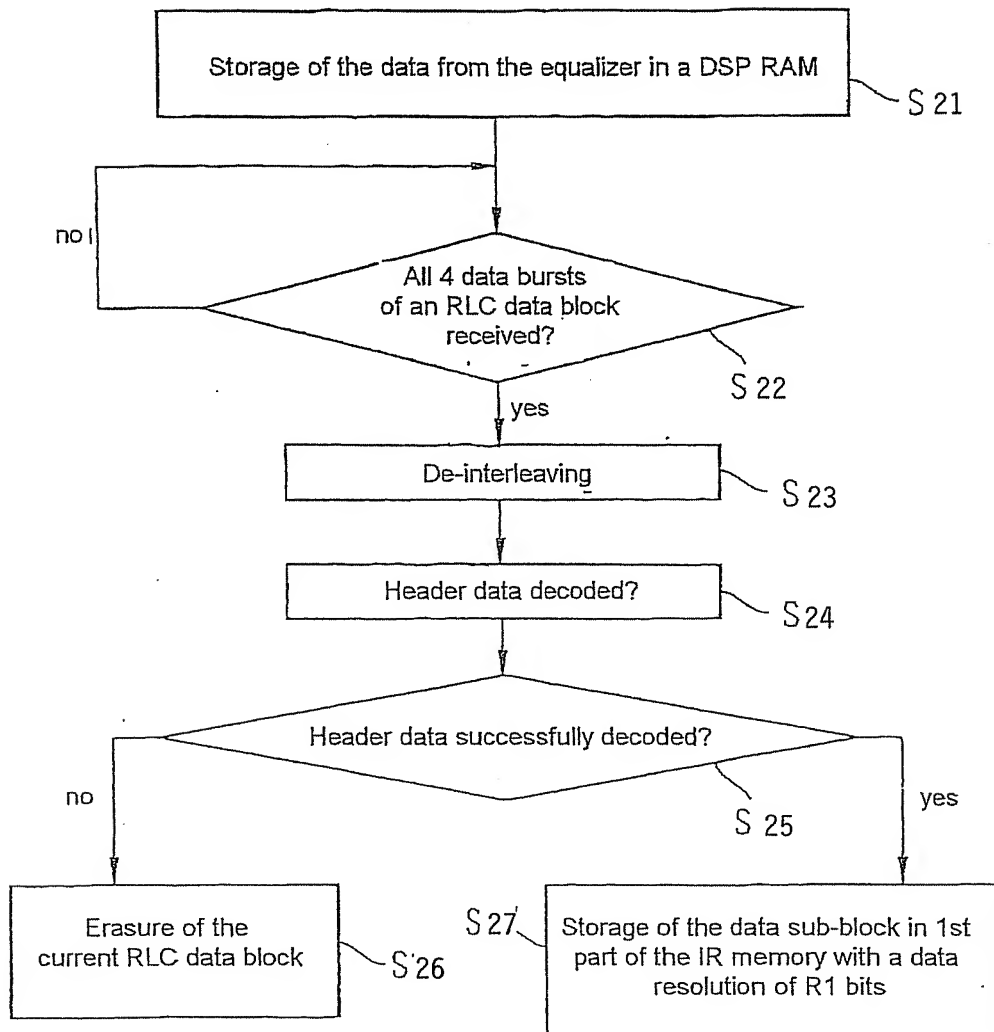 Storage of the data from the equalizer in a DSP RAM
S 21
no
All 4 data bursts
of an RLC data block
received?
S 22
yes
De-interleaving
S 23
Header data decoded?
S 24
Header data successfully decoded?
S 25
no
yes
Erasure of the
current RLC data block
S 26
S 27
Storage of the data sub-block in 1st
part of the IR memory with a data
resolution of R1 bits